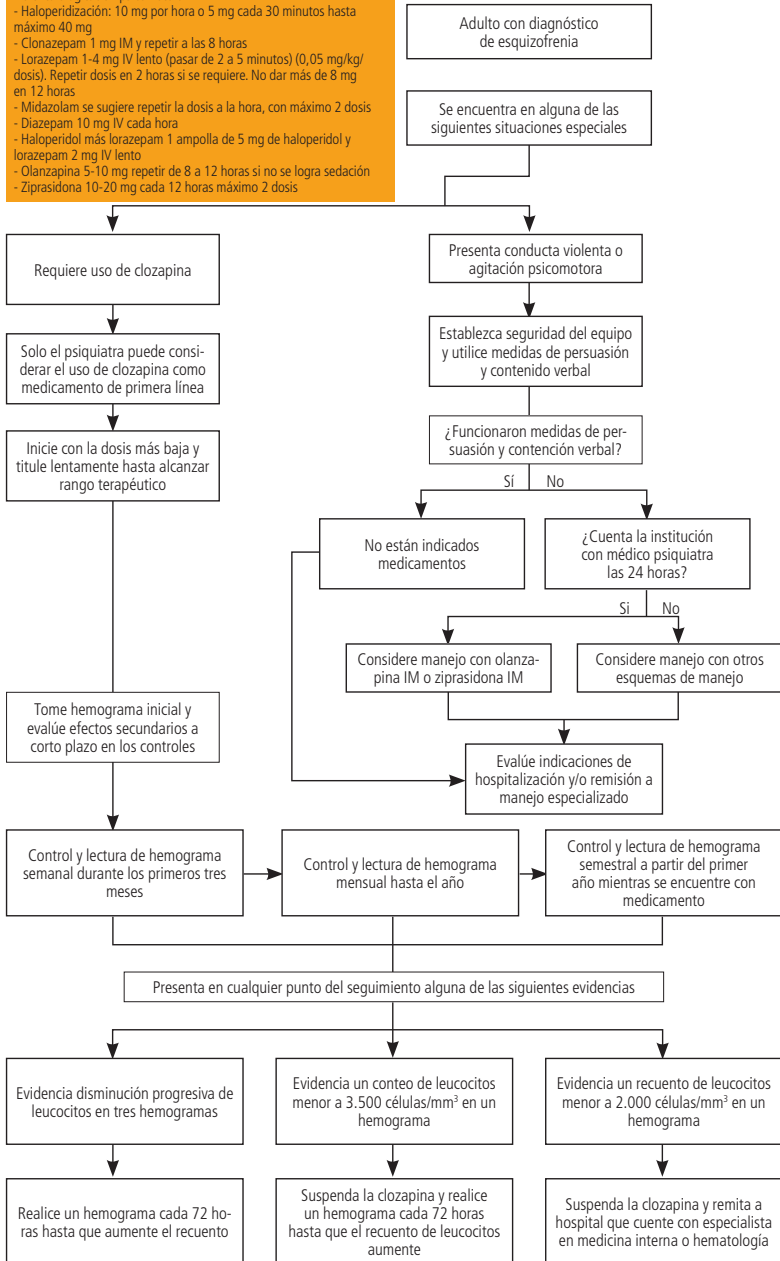 - Haloperidización: 10 mg por hora o 5 mg cada 30 minutos hasta
máximo 40 mg
- Clonazepam 1 mg IM y repetir a las 8 horas
- Lorazepam 1-4 mg IV lento (pasar de 2 a 5 minutos) (0,05 mg/kg/
dosis). Repetir dosis en 2 horas si se requiere. No dar más de 8 mg
en 12 horas
- Midazolam se sugiere repetir la dosis a la hora, con máximo 2 dosis
- Diazepam 10 mg IV cada hora
- Haloperidol más lorazepam 1 ampolla de 5 mg de haloperidol y
lorazepam 2 mg IV lento
- Olanzapina 5-10 mg repetir de 8 a 12 horas si no se logra sedación
- Ziprasidona 10-20 mg cada 12 horas máximo 2 dosis
Adulto con diagnóstico
de esquizofrenia
Se encuentra en alguna de las
siguientes situaciones especiales
Requiere uso de clozapina
Solo el psiquiatra puede consi-
derar el uso de clozapina como
medicamento de primera línea
Inicie con la dosis más baja y
titule lentamente hasta alcanzar
rango terapéutico
Presenta conducta violenta o
agitación psicomotora
Establezca seguridad del equipo
y utilice medidas de persuasión
y contenido verbal
¿Funcionaron medidas de per-
suasión y contención verbal?
Sí No
No están indicados
medicamentos
¿Cuenta la institución
con médico psiquiatra
las 24 horas?
Si No
Considere manejo con olanza-
pina IM o ziprasidona IM
Considere manejo con otros
esquemas de manejo
Evalúe indicaciones de
hospitalización y/o remisión a
manejo especializado
Tome hemograma inicial y
evalúe efectos secundarios a
corto plazo en los controles
Control y lectura de hemograma
semanal durante los primeros tres
meses
Control y lectura de hemograma
mensual hasta el año
Control y lectura de hemograma
semestral a partir del primer
año mientras se encuentre con
medicamento
Presenta en cualquier punto del seguimiento alguna de las siguientes evidencias
Evidencia disminución progresiva de
leucocitos en tres hemogramas
Evidencia un conteo de leucocitos
menor a 3.500 células/mm³ en un
hemograma
Evidencia un recuento de leucocitos
menor a 2.000 células/mm³ en un
hemograma
Realice un hemograma cada 72 ho-
ras hasta que aumente el recuento
Suspenda la clozapina y realice
un hemograma cada 72 horas
hasta que el recuento de leucocitos
aumente
Suspenda la clozapina y remita a
hospital que cuente con especialista
en medicina interna o hematología